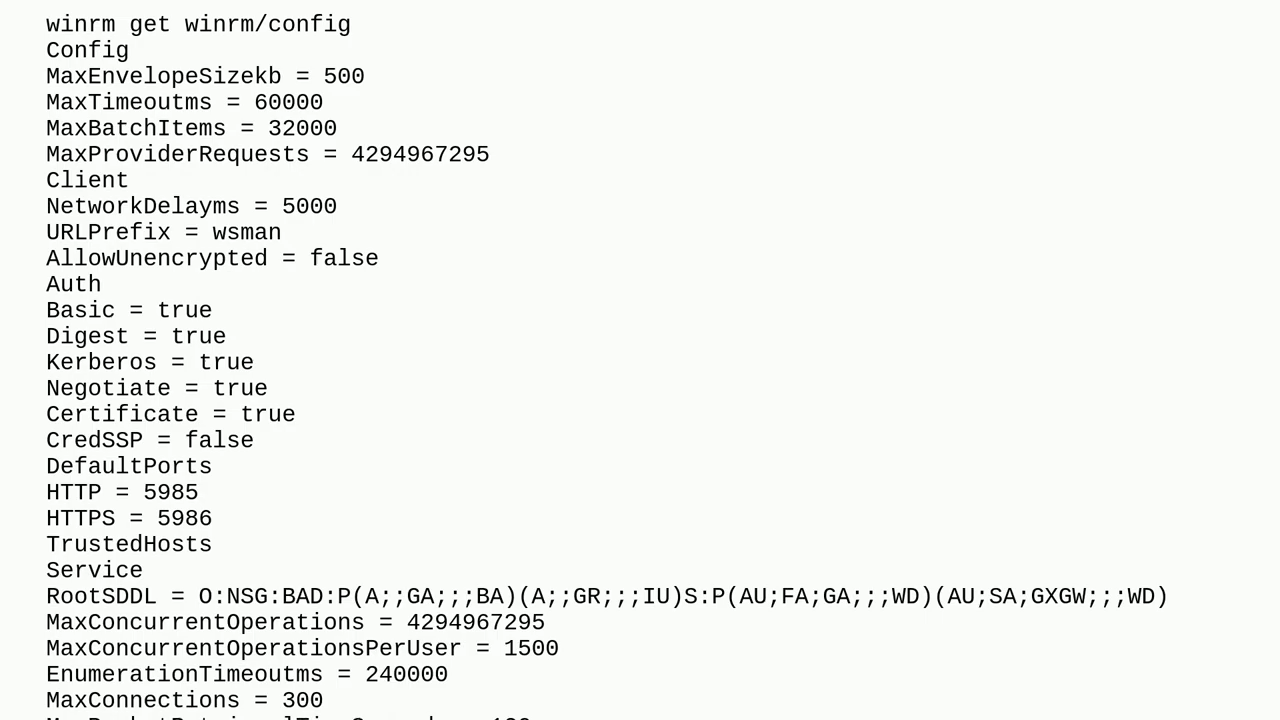 winrm get winrm/config
Config
MaxEnvelopeSizekb = 500
MaxTimeoutms = 60000
MaxBatchItems = 32000
MaxProviderRequests = 4294967295
Client
NetworkDelayms = 5000
URLPrefix = wsman
AllowUnencrypted = false
Auth
Basic = true
Digest = true
Kerberos = true
Negotiate = true
Certificate = true
CredSSP = false
DefaultPorts
HTTP = 5985
HTTPS = 5986
TrustedHosts
Service
RootSDDL = O:NSG:BAD:P(A;;GA;;;BA)(A;;GR;;;IU)S:P(AU;FA;GA;;;WD)(AU;SA;GXGW;;;WD)
MaxConcurrentOperations = 4294967295
MaxConcurrentOperationsPerUser = 1500
EnumerationTimeoutms = 240000
MaxConnections = 300